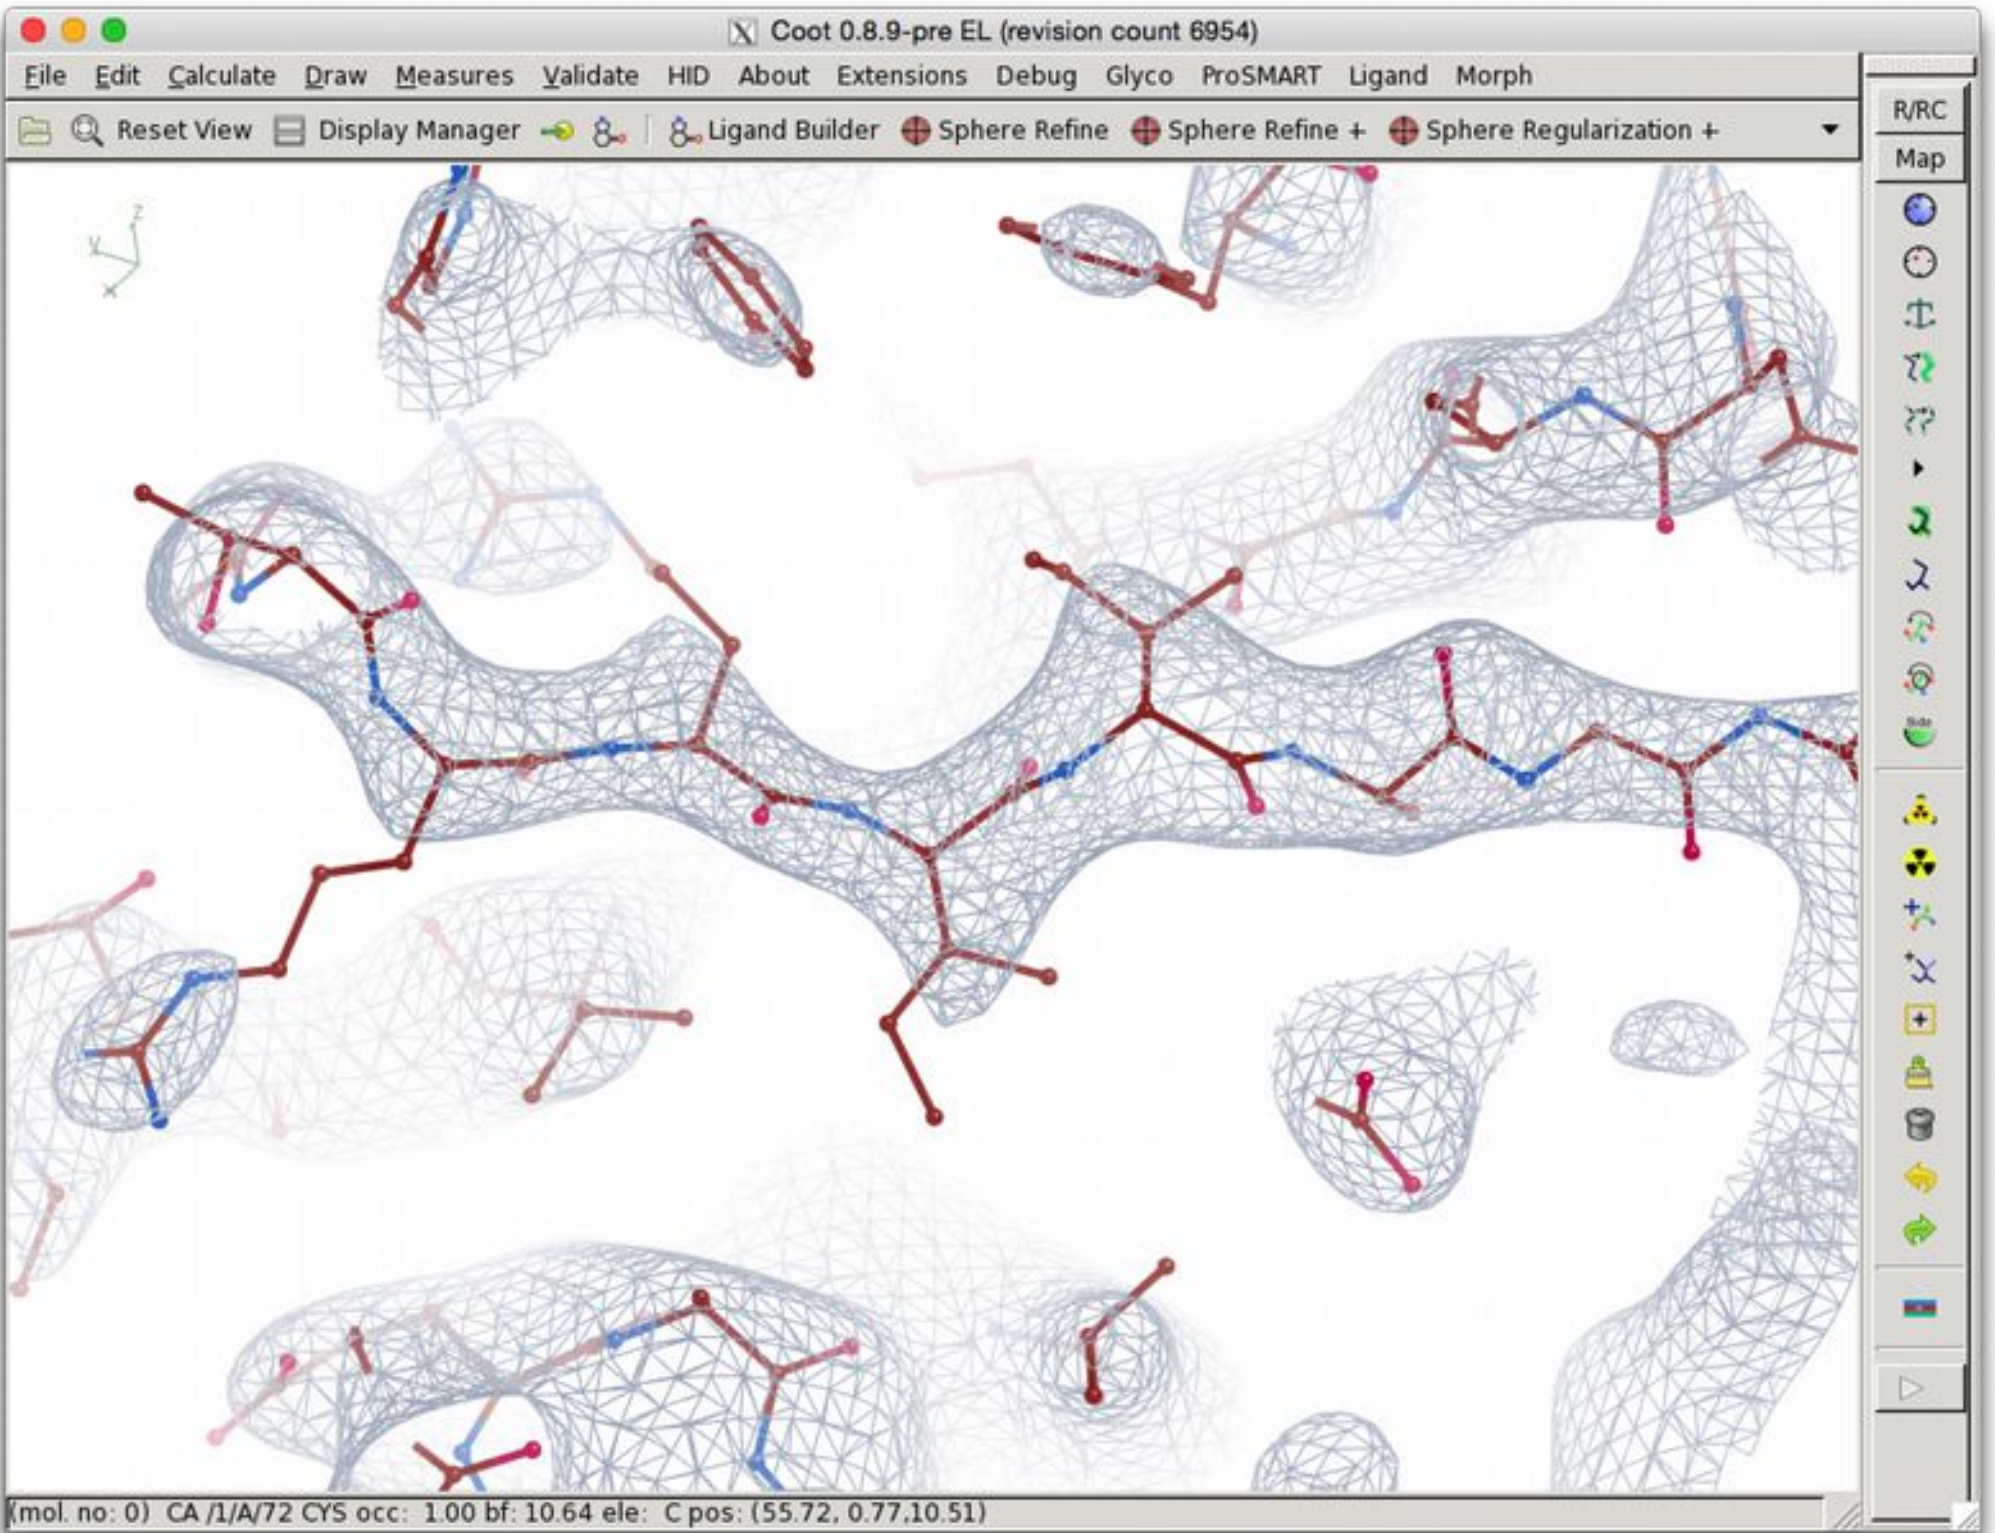 Coot 0.8.9-pre EL (revision count 6954)
File Edit Calculate Draw Measures Validate HID About Extensions Debug Glyco ProSMART Ligand Morph
R/RC
Reset View Display Manager Ligand Builder Sphere Refine Sphere Refine + Sphere Regularization +
Map
z
y
x
Side
(mol. no: 0) CA /1/A/72 CYS occ: 1.00 bf: 10.64 ele: C pos: (55.72, 0.77,10.51)